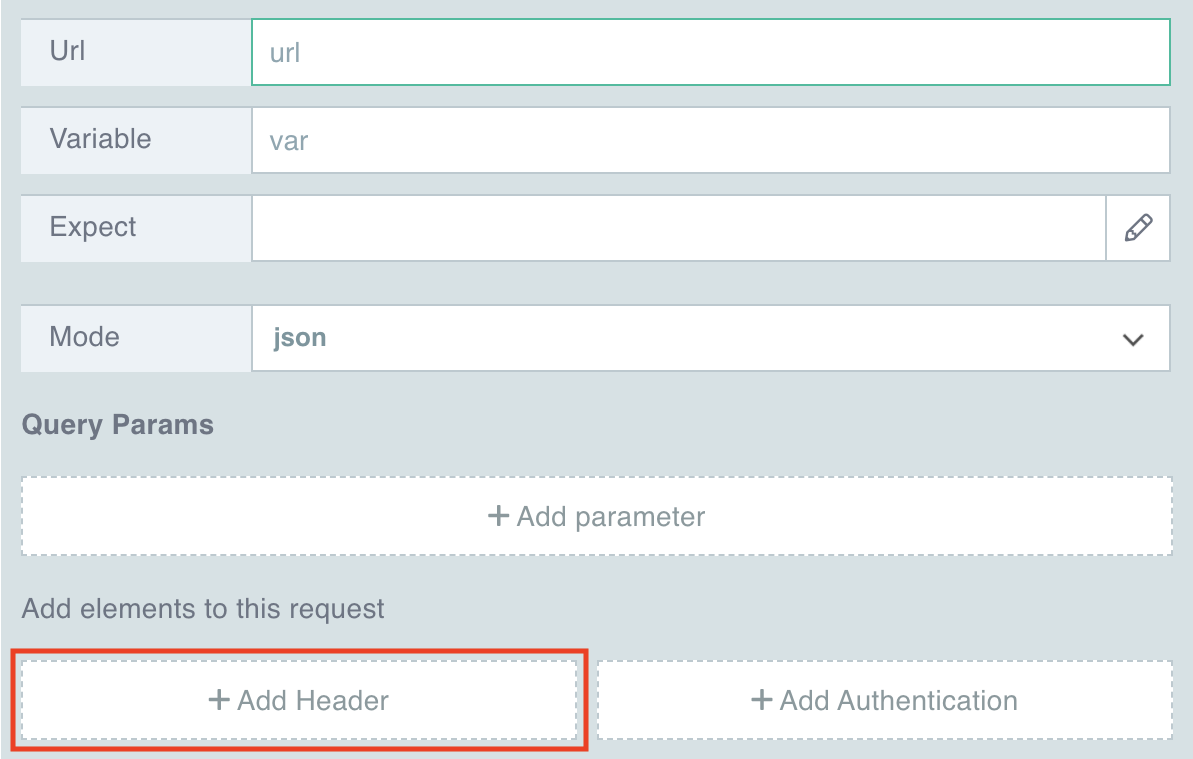 Url url
Variable var
Expect
Mode json
Query Params
+ Add parameter
Add elements to this request
+ Add Header + Add Authentication